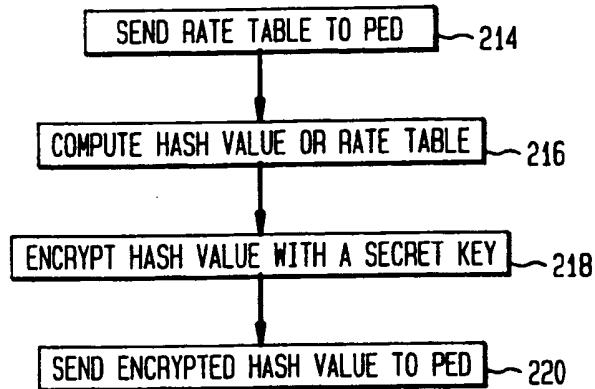 SEND RATE TABLE TO PED 214
COMPUTE HASH VALUE OR RATE TABLE 216
ENCRYPT HASH VALUE WITH A SECRET KEY 218
SEND ENCRYPTED HASH VALUE TO PED 220